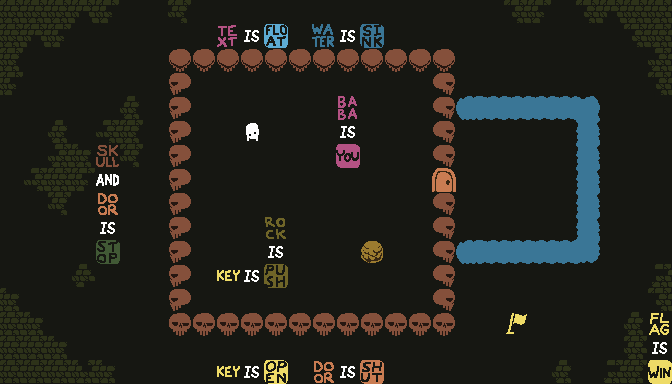 TEXT IS FLOAT
WATER IS SINK
BABA
IS
YOU
SKULL
AND
DOOR
IS
STOP
ROCK
IS
KEY IS PUSH
FLAG
IS
WIN
KEY IS OPEN
DOOR IS SHUT